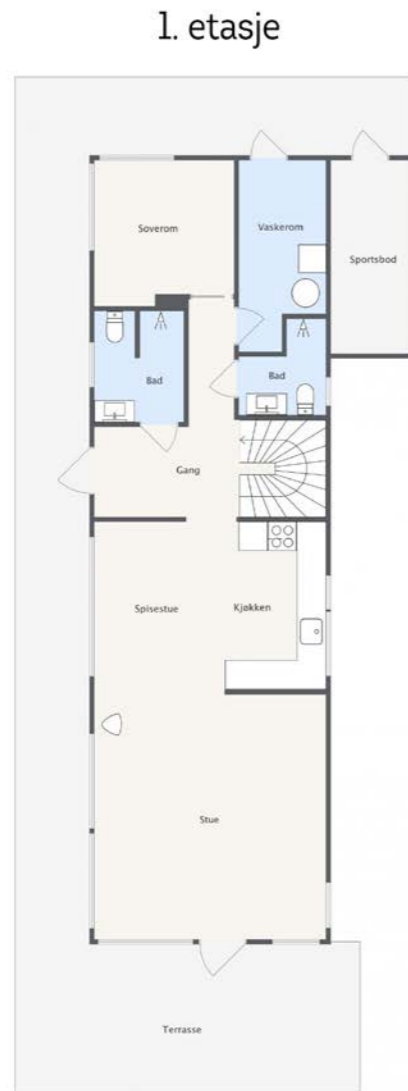 1. etasje
Soverom
Vaskerom
Sportsbod
Bad
Bad
Gang
Spisestue
Kjøkken
Stue
Terrasse